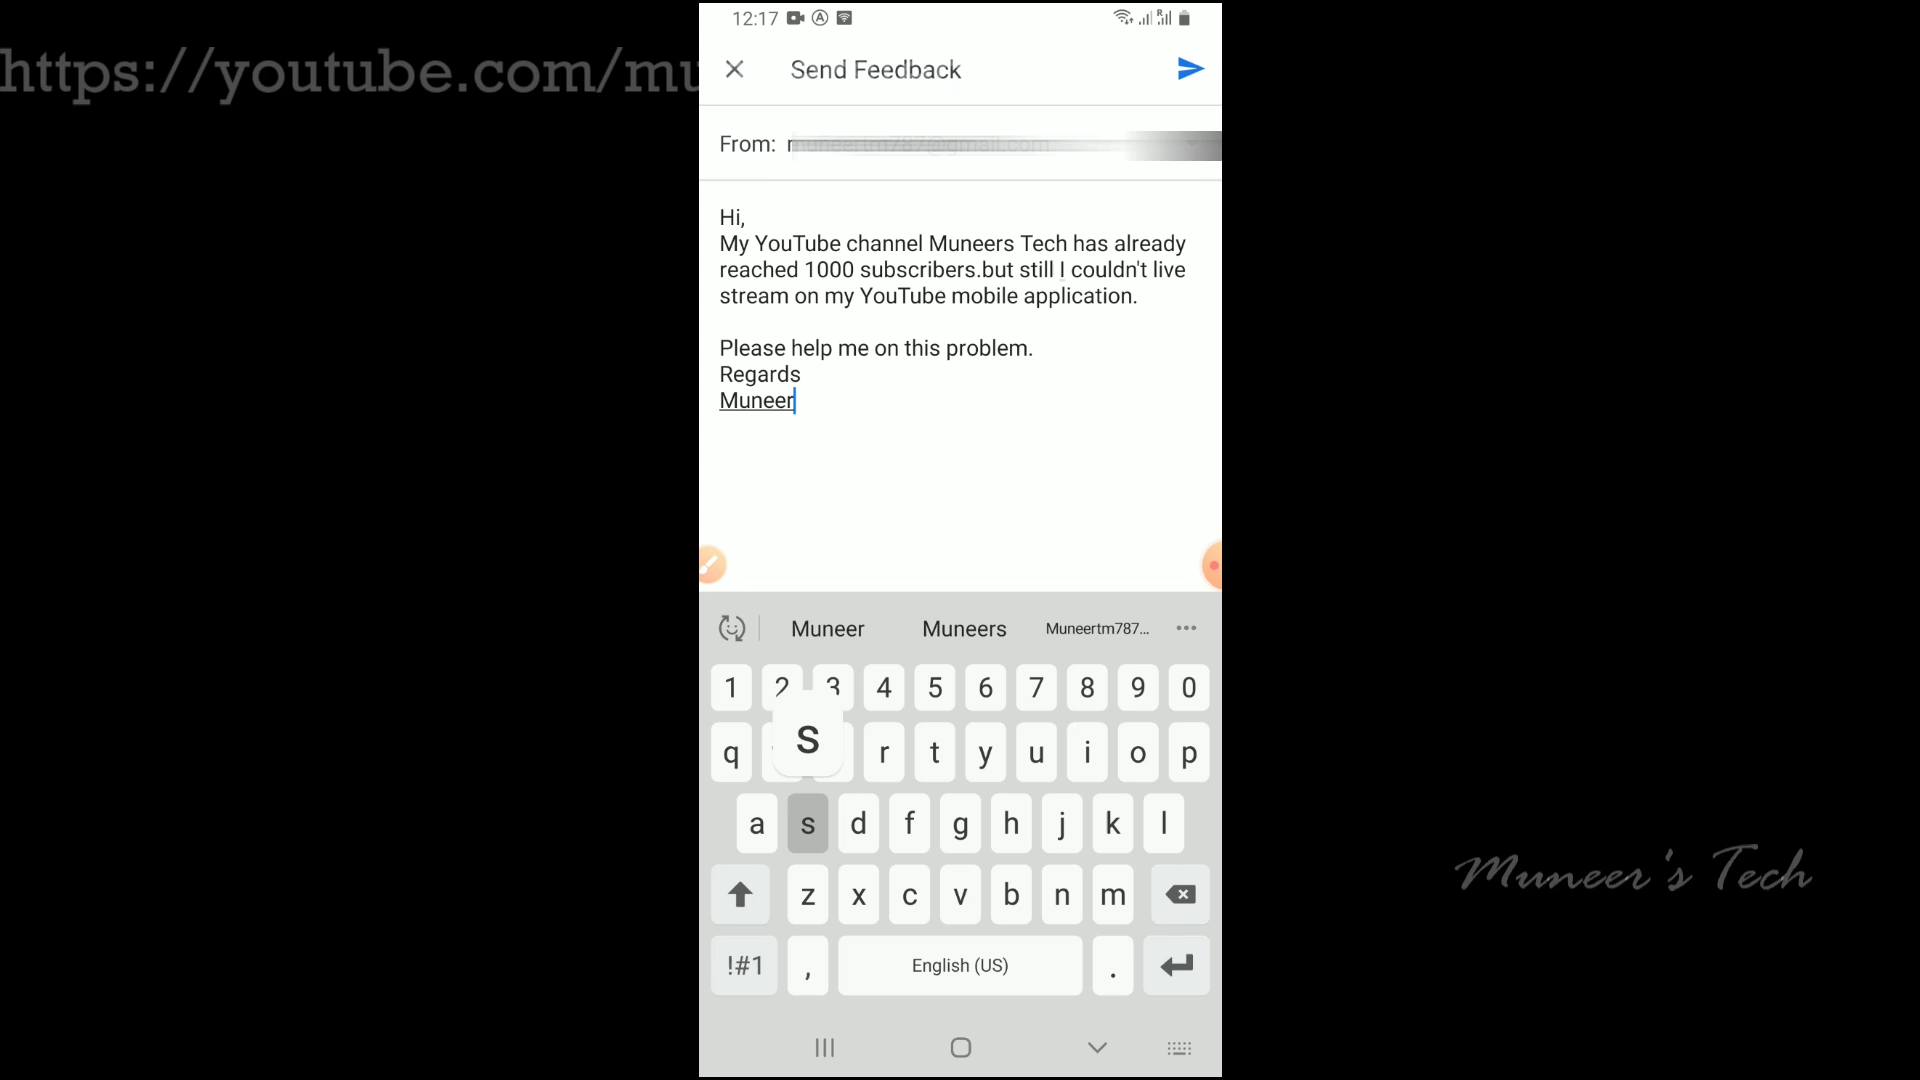 https://youtube.com/mu
12:17
Send Feedback
From:
Hi,
My YouTube channel Muneers Tech has already
reached 1000 subscribers.but still I couldn't live
stream on my YouTube mobile application.
Please help me on this problem.
Regards
Muneer
Muneer Muneers Muneertm787...
1 2 3 4 5 6 7 8 9 0
s
q r t y u i o p
a s d f g h j k l
z x c v b n m
!#1 , English (US) .
Muneer's Tech